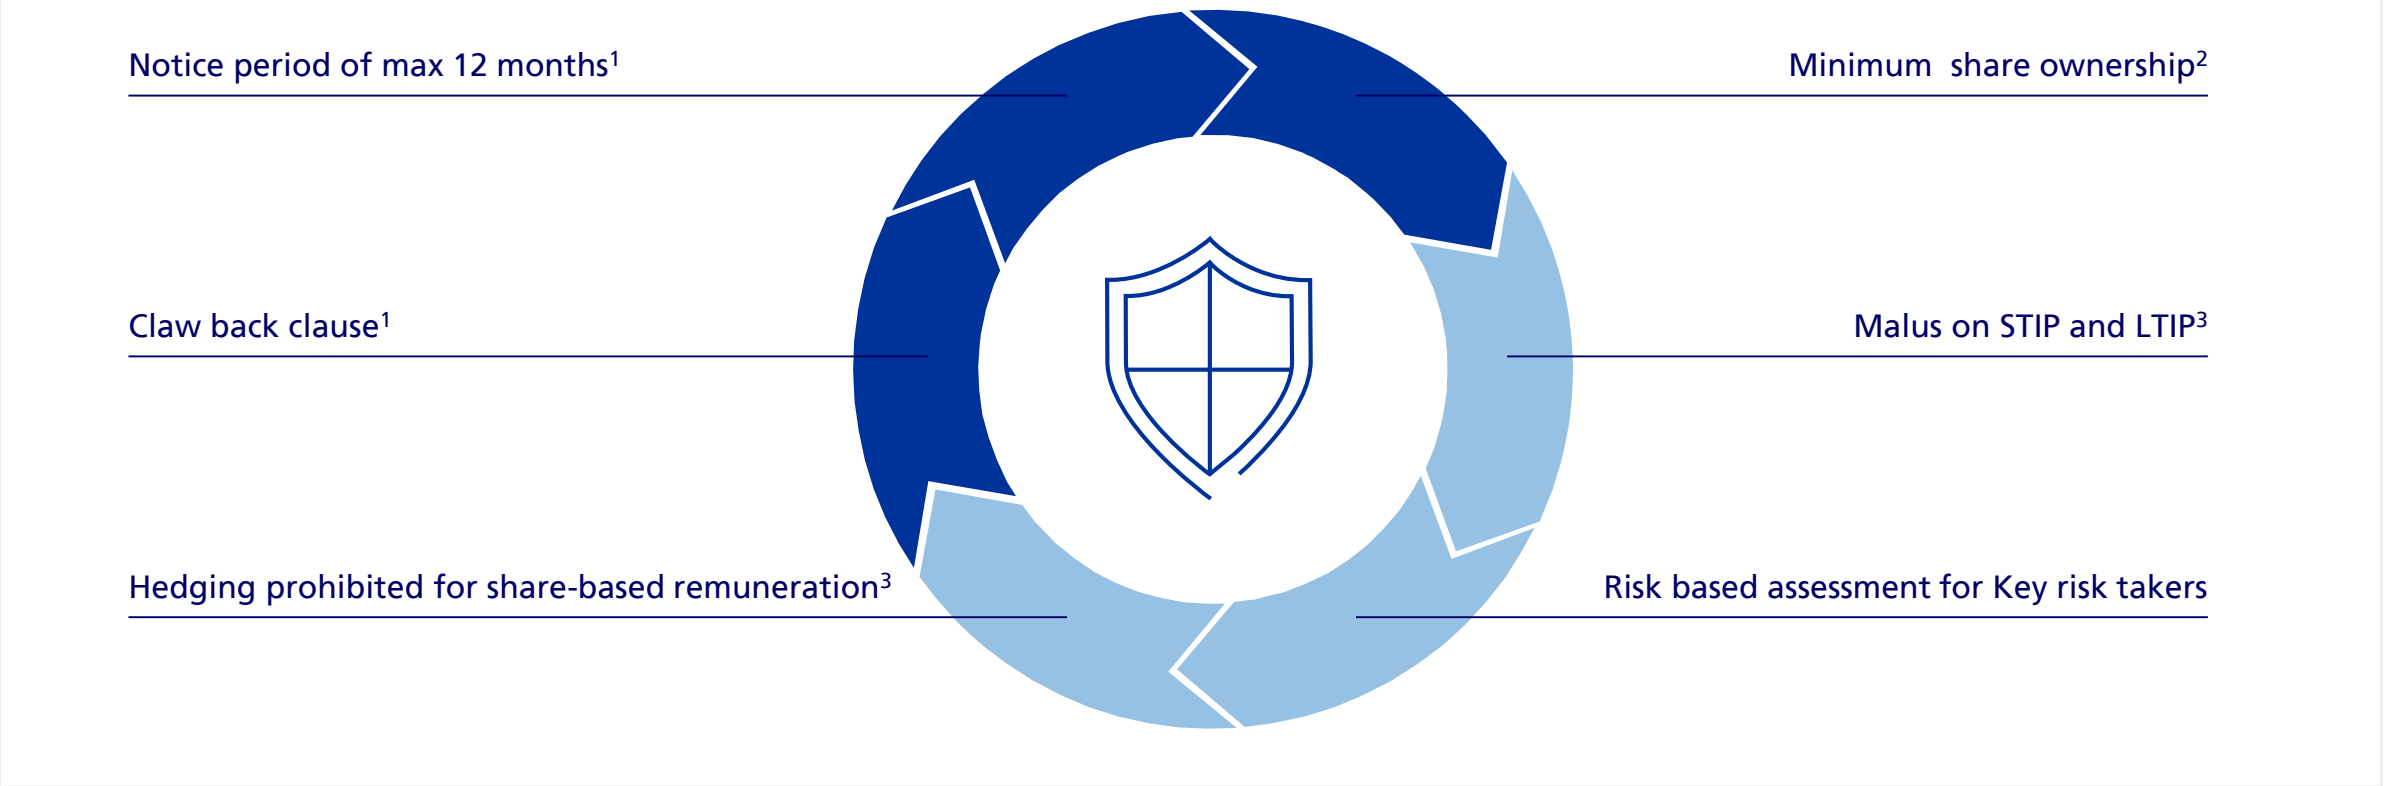 Notice period of max 12 months¹
Minimum  share ownership²
Claw back clause¹
Malus on STIP and LTIP³
Hedging prohibited for share-based remuneration³
Risk based assessment for Key risk takers